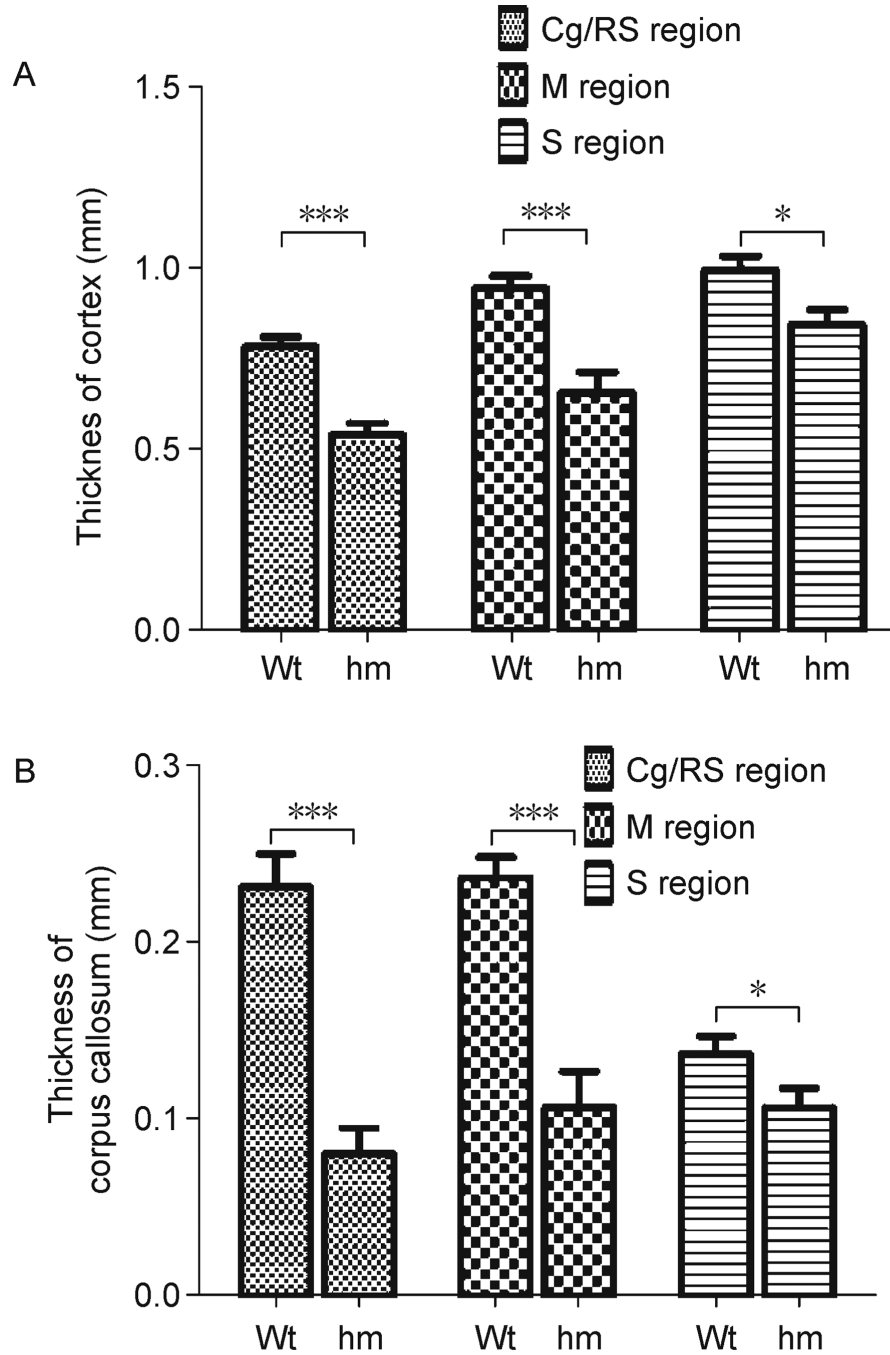 A
Cg/RS region
M region
S region
Thicknes of cortex (mm)
1.5
1.0
0.5
0.0
***
***
*
Wt hm Wt hm Wt hm
B
Cg/RS region
M region
S region
Thickness of
corpus callosum (mm)
0.3
0.2
0.1
0.0
***
***
*
Wt hm Wt hm Wt hm